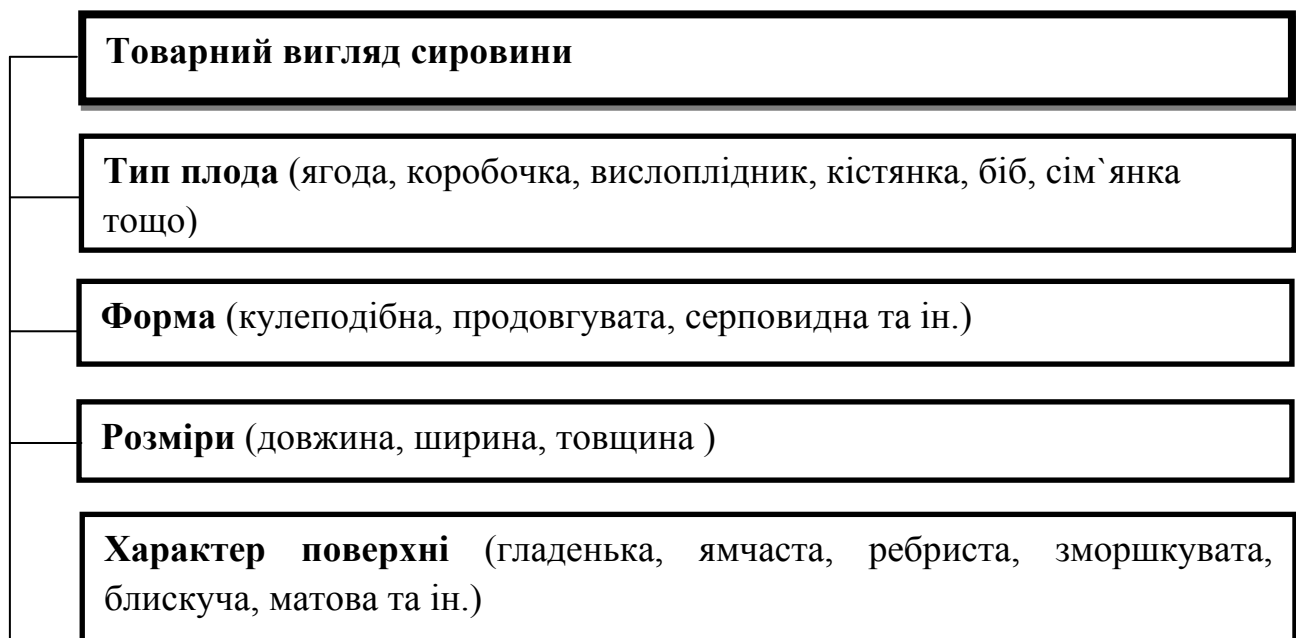 Товарний вигляд сировини
Тип плода (ягода, коробочка, вислоплідник, кістянка, біб, сім`янка
тощо)
Форма (кулеподібна, продовгувата, серповидна та ін.)
Розміри (довжина, ширина, товщина )
Характер поверхні (гладенька, ямчаста, ребриста, зморшкувата,
блискуча, матова та ін.)